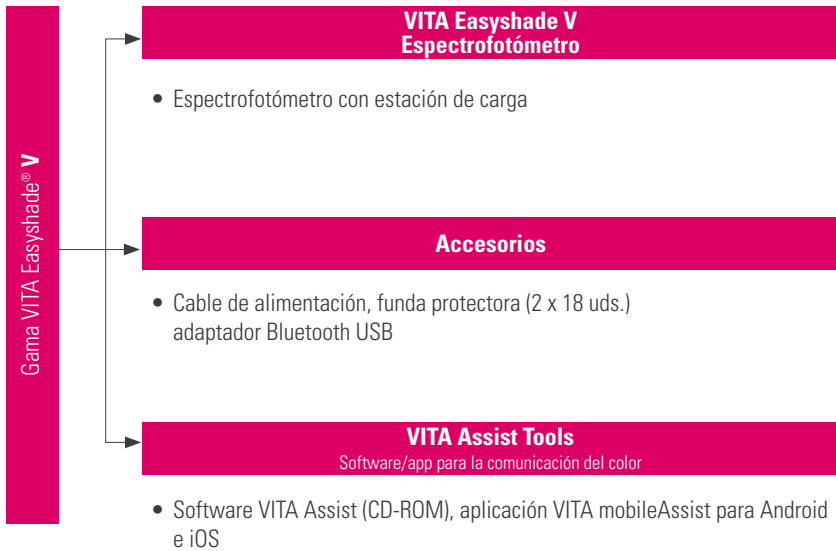 Gama VITA Easyshade® V
VITA Easyshade V
Espectrofotómetro
• Espectrofotómetro con estación de carga
Accesorios
• Cable de alimentación, funda protectora (2 x 18 uds.)
adaptador Bluetooth USB
VITA Assist Tools
Software/app para la comunicación del color
• Software VITA Assist (CD-ROM), aplicación VITA mobileAssist para Android
e iOS